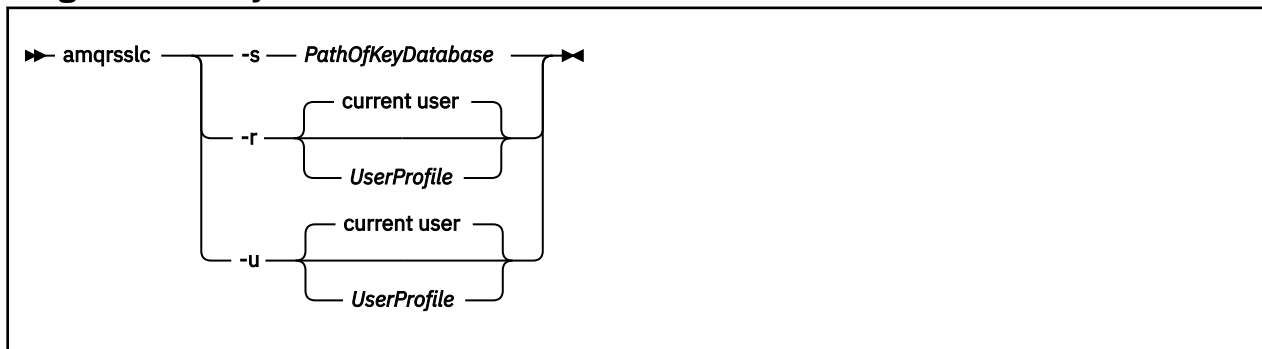 amqrsslc -s PathOfKeyDatabase
current user
-r
UserProfile
current user
-u
UserProfile